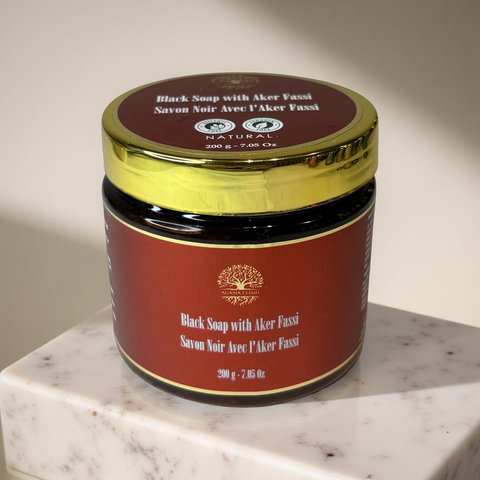 Black Soap with Aker Fassi
Savon Noir Avec l'Aker Fassi
NATURAL
200 g - 7.05 Oz
Black Soap with Aker Fassi
Savon Noir Avec l'Aker Fassi
200 g - 7.05 Oz